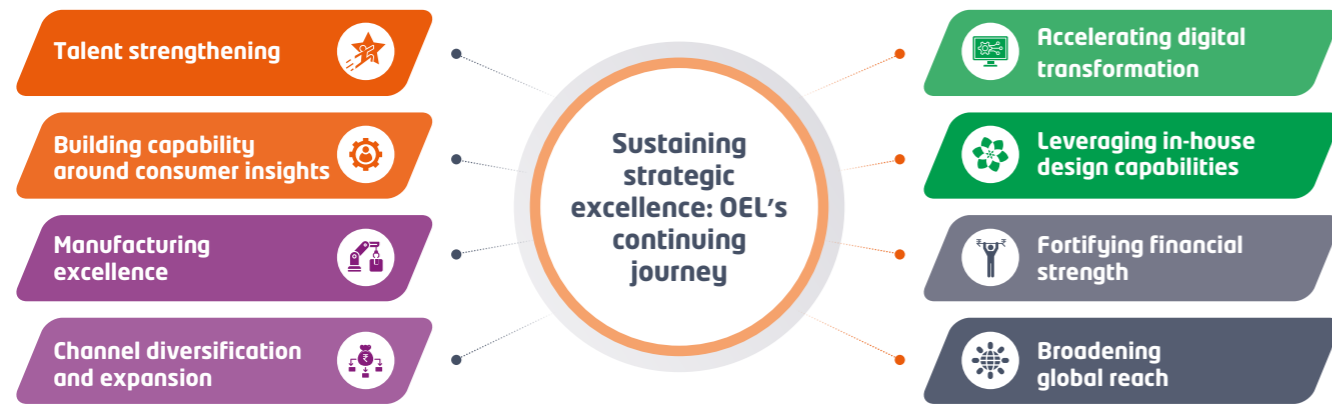 Talent strengthening
Building capability
around consumer insights
Manufacturing
excellence
Channel diversification
and expansion
Sustaining
strategic
excellence: OEL’s
continuing
journey
Accelerating digital
transformation
Leveraging in-house
design capabilities
Fortifying financial
strength
Broadening
global reach